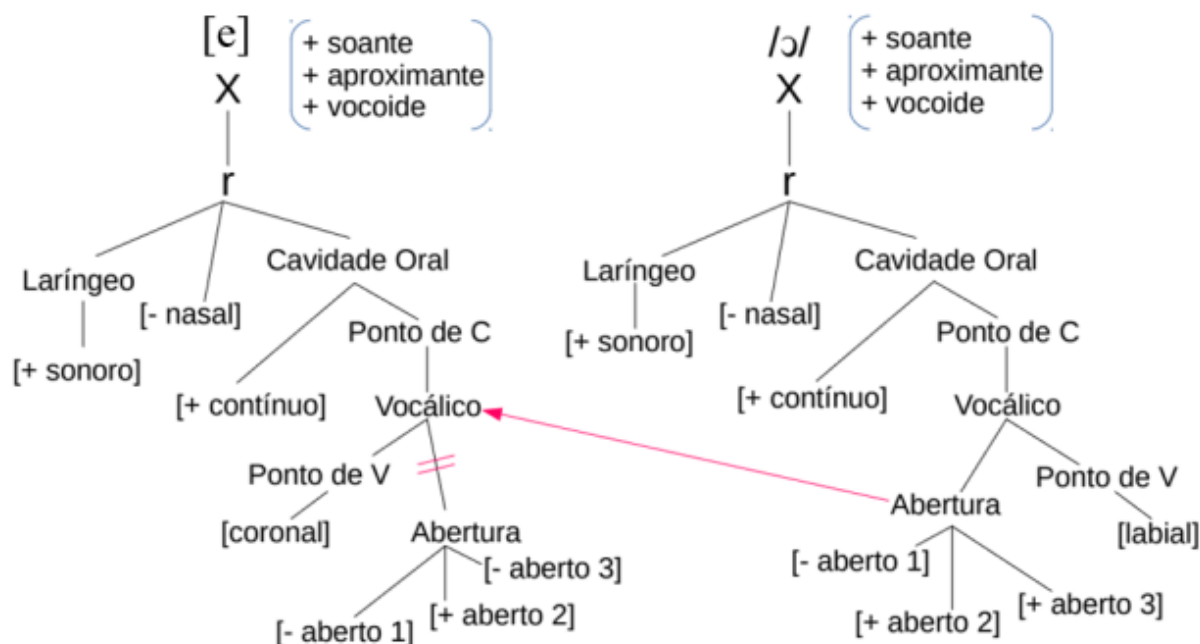 [e]
+ soante
+ aproximante
+ vocoide
X
r
Laríngeo
[+ sonoro]
[- nasal]
Cavidade Oral
[+ contínuo]
Ponto de C
Vocálico
Ponto de V
[coronal]
Abertura
[- aberto 1]
[+ aberto 2]
[- aberto 3]
/ɔ/
+ soante
+ aproximante
+ vocoide
X
r
Laríngeo
[+ sonoro]
[- nasal]
Cavidade Oral
[+ contínuo]
Ponto de C
Vocálico
Abertura
[- aberto 1]
[+ aberto 2]
[+ aberto 3]
Ponto de V
[labial]